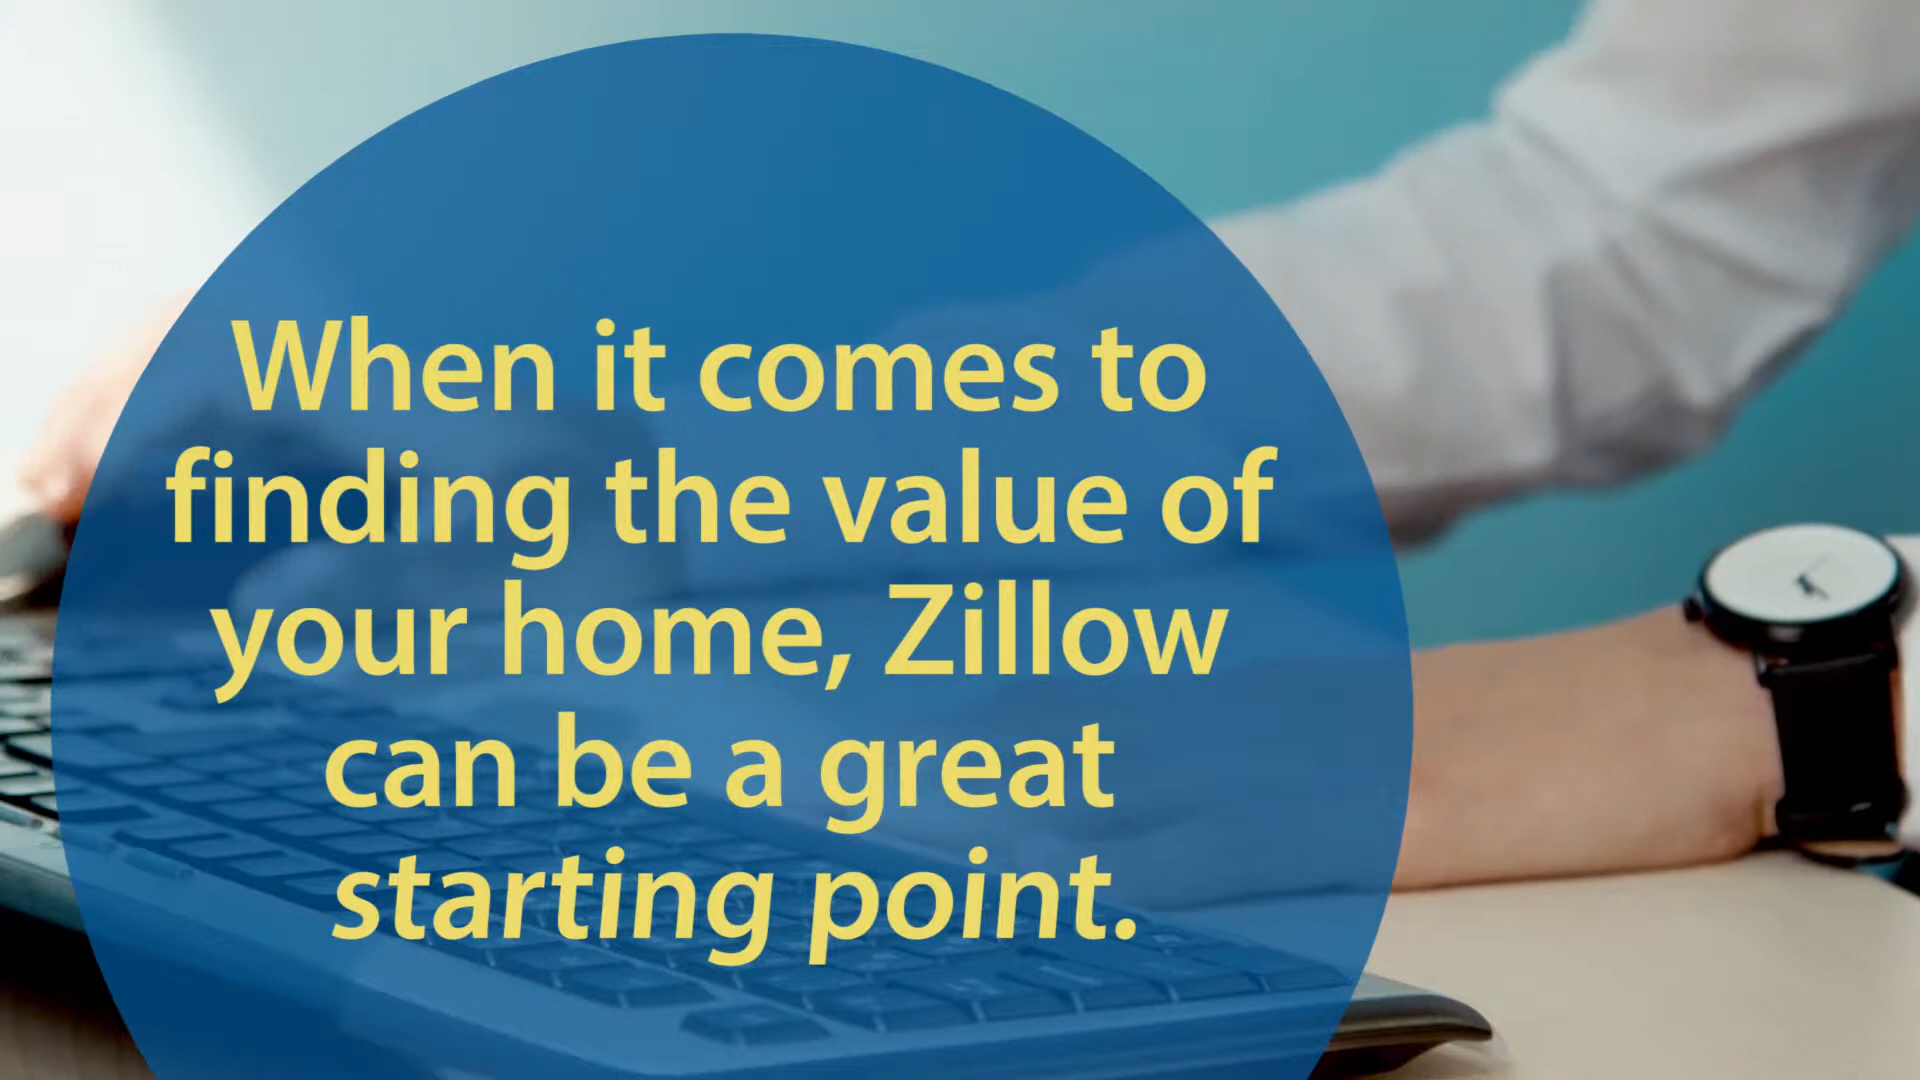 When it comes to
finding the value of
your home, Zillow
can be a great
starting point.